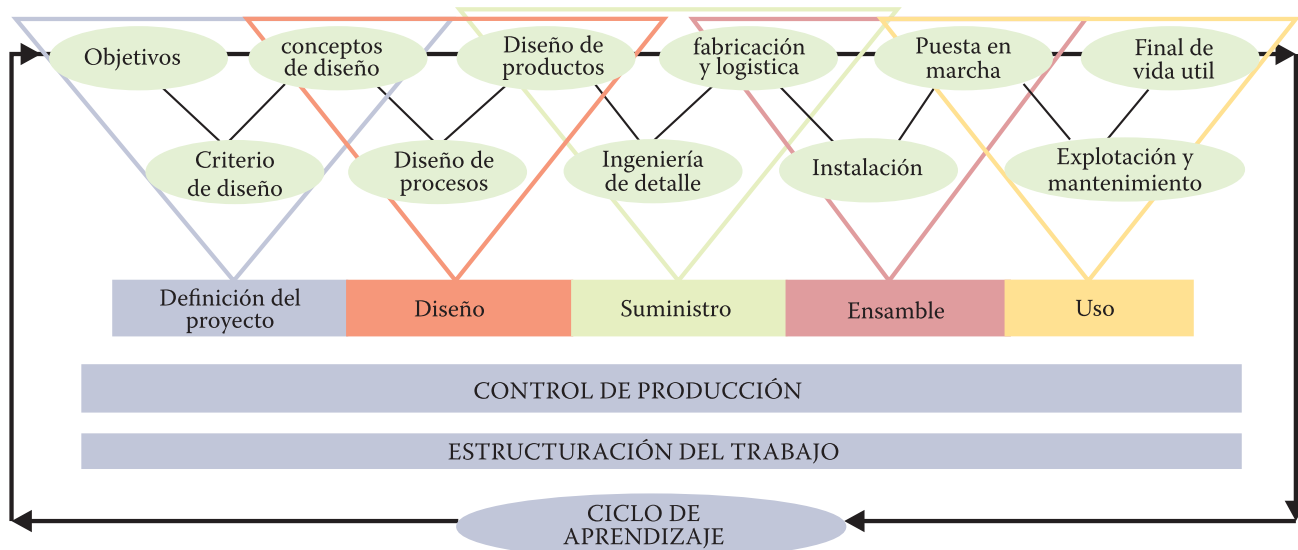 Objetivos
conceptos
de diseño
Diseño de
productos
fabricación
y logistica
Puesta en
marcha
Final de
vida util
Criterio
de diseño
Diseño de
procesos
Ingeniería
de detalle
Instalación
Explotación y
mantenimiento
Definición del
proyecto
Diseño
Suministro
Ensamble
Uso
CONTROL DE PRODUCCIÓN
ESTRUCTURACIÓN DEL TRABAJO
CICLO DE
APRENDIZAJE